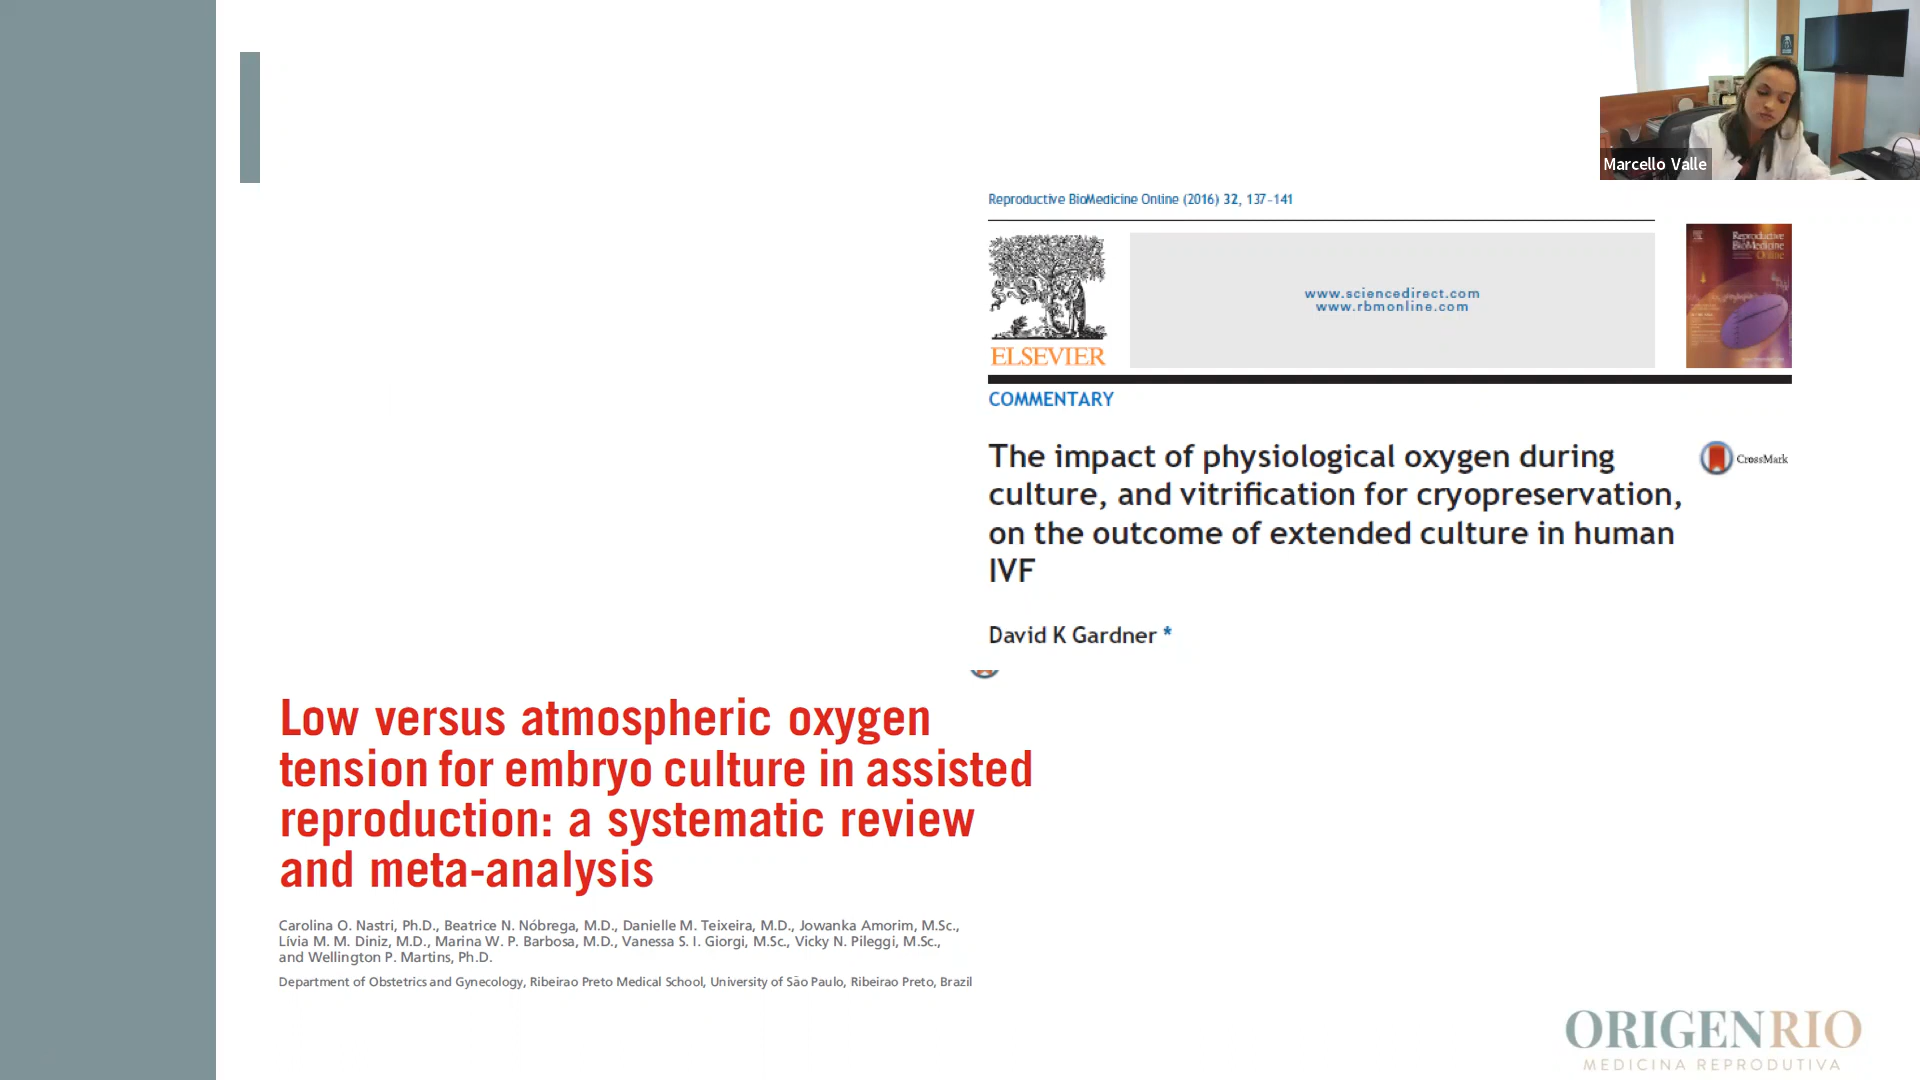 Marcello Valle
Reproductive BioMedicine Online (2016) 32, 137-141
ELSEVIER
www.sciencedirect.com
www.rbmonline.com
Reproductive
BioMedicine
Online
COMMENTARY
The impact of physiological oxygen during
culture, and vitrification for cryopreservation,
on the outcome of extended culture in human
IVF
CrossMark
David K Gardner *
Low versus atmospheric oxygen
tension for embryo culture in assisted
reproduction: a systematic review
and meta-analysis
Carolina O. Nastri, Ph.D., Beatrice N. Nóbrega, M.D., Danielle M. Teixeira, M.D., Jowanka Amorim, M.Sc.,
Lívia M. M. Diniz, M.D., Marina W. P. Barbosa, M.D., Vanessa S. I. Giorgi, M.Sc., Vicky N. Pileggi, M.Sc.,
and Wellington P. Martins, Ph.D.
Department of Obstetrics and Gynecology, Ribeirao Preto Medical School, University of São Paulo, Ribeirao Preto, Brazil
ORIGENRIO
MEDICINA REPRODUTIVA